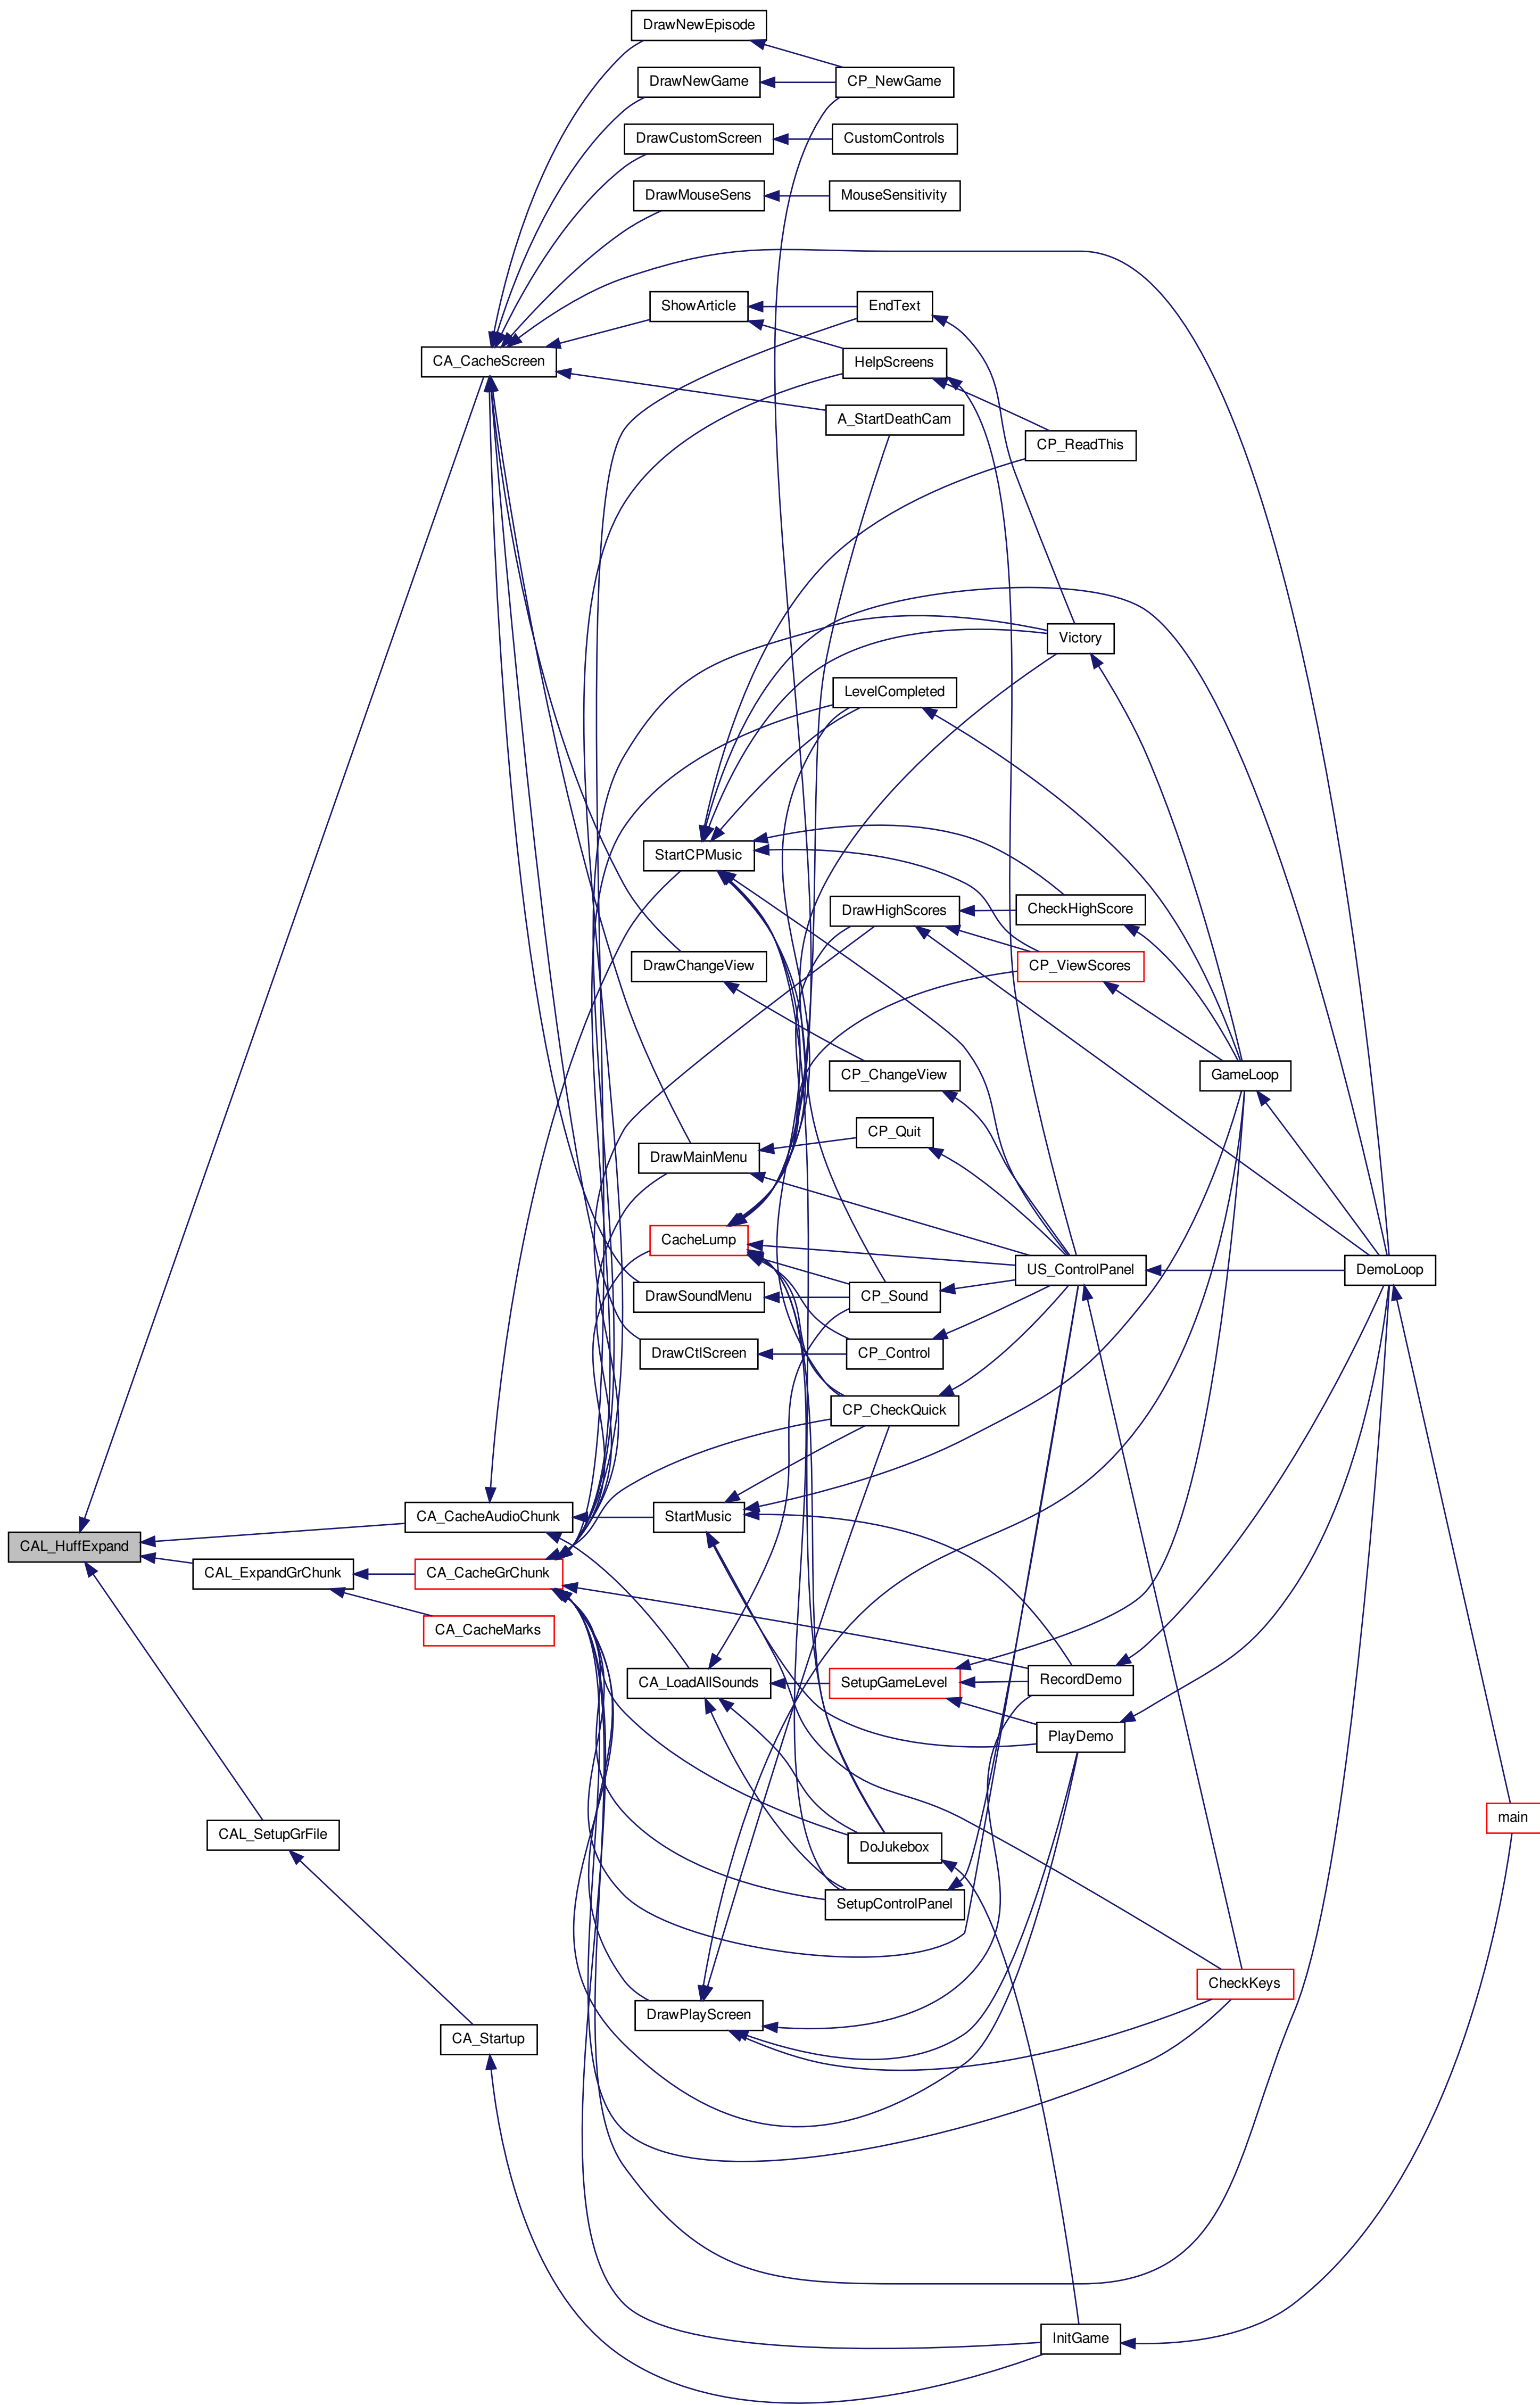 DrawNewEpisode
DrawNewGame
CP_NewGame
DrawCustomScreen
CustomControls
DrawMouseSens
MouseSensitivity
ShowArticle
EndText
CA_CacheScreen
HelpScreens
A_StartDeathCam
CP_ReadThis
Victory
LevelCompleted
StartCPMusic
DrawHighScores
CheckHighScore
DrawChangeView
CP_ViewScores
CP_ChangeView
GameLoop
CP_Quit
DrawMainMenu
CacheLump
US_ControlPanel
DemoLoop
DrawSoundMenu
CP_Sound
DrawCtlScreen
CP_Control
CP_CheckQuick
CA_CacheAudioChunk
StartMusic
CAL_HuffExpand
CAL_ExpandGrChunk
CA_CacheGrChunk
CA_CacheMarks
CA_LoadAllSounds
SetupGameLevel
RecordDemo
PlayDemo
main
CAL_SetupGrFile
DoJukebox
SetupControlPanel
CheckKeys
DrawPlayScreen
CA_Startup
InitGame